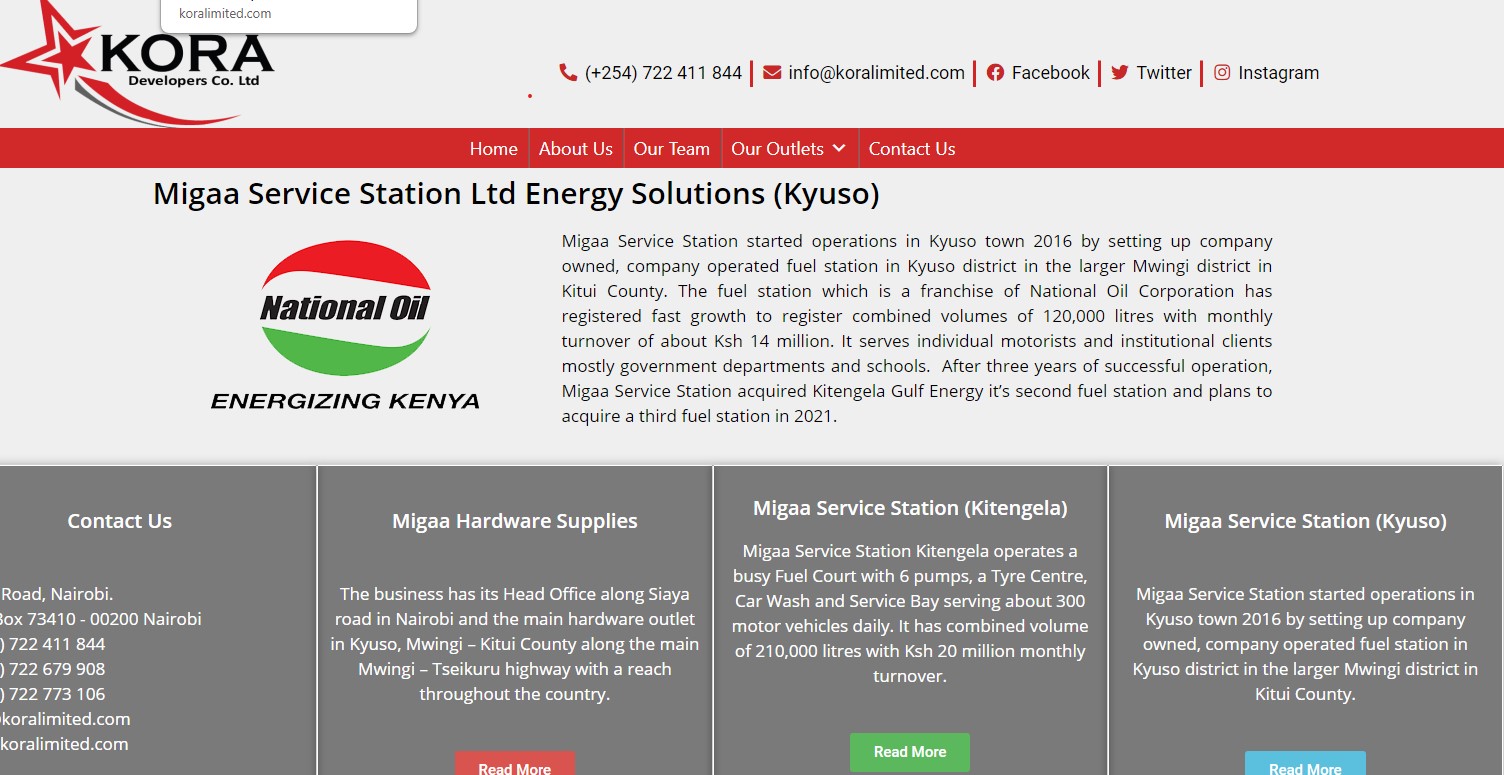 koralimited.com
KORA
Developers Co. Ltd
(+254) 722 411 844
info@koralimited.com
Facebook
Twitter
Instagram
Home
About Us
Our Team
Our Outlets
Contact Us
Migaa Service Station Ltd Energy Solutions (Kyuso)
National Oil
ENERGIZING KENYA
Migaa Service Station started operations in Kyuso town 2016 by setting up company
owned, company operated fuel station in Kyuso district in the larger Mwingi district in
Kitui County. The fuel station which is a franchise of National Oil Corporation has
registered fast growth to register combined volumes of 120,000 litres with monthly
turnover of about Ksh 14 million. It serves individual motorists and institutional clients
mostly government departments and schools.  After three years of successful operation,
Migaa Service Station acquired Kitengela Gulf Energy it’s second fuel station and plans to
acquire a third fuel station in 2021.
Contact Us
Road, Nairobi.
Box 73410 - 00200 Nairobi
) 722 411 844
) 722 679 908
) 722 773 106
@koralimited.com
koralimited.com
Migaa Hardware Supplies
The business has its Head Office along Siaya
road in Nairobi and the main hardware outlet
in Kyuso, Mwingi – Kitui County along the main
Mwingi – Tseikuru highway with a reach
throughout the country.
Read More
Migaa Service Station (Kitengela)
Migaa Service Station Kitengela operates a
busy Fuel Court with 6 pumps, a Tyre Centre,
Car Wash and Service Bay serving about 300
motor vehicles daily. It has combined volume
of 210,000 litres with Ksh 20 million monthly
turnover.
Read More
Migaa Service Station (Kyuso)
Migaa Service Station started operations in
Kyuso town 2016 by setting up company
owned, company operated fuel station in
Kyuso district in the larger Mwingi district in
Kitui County.
Read More